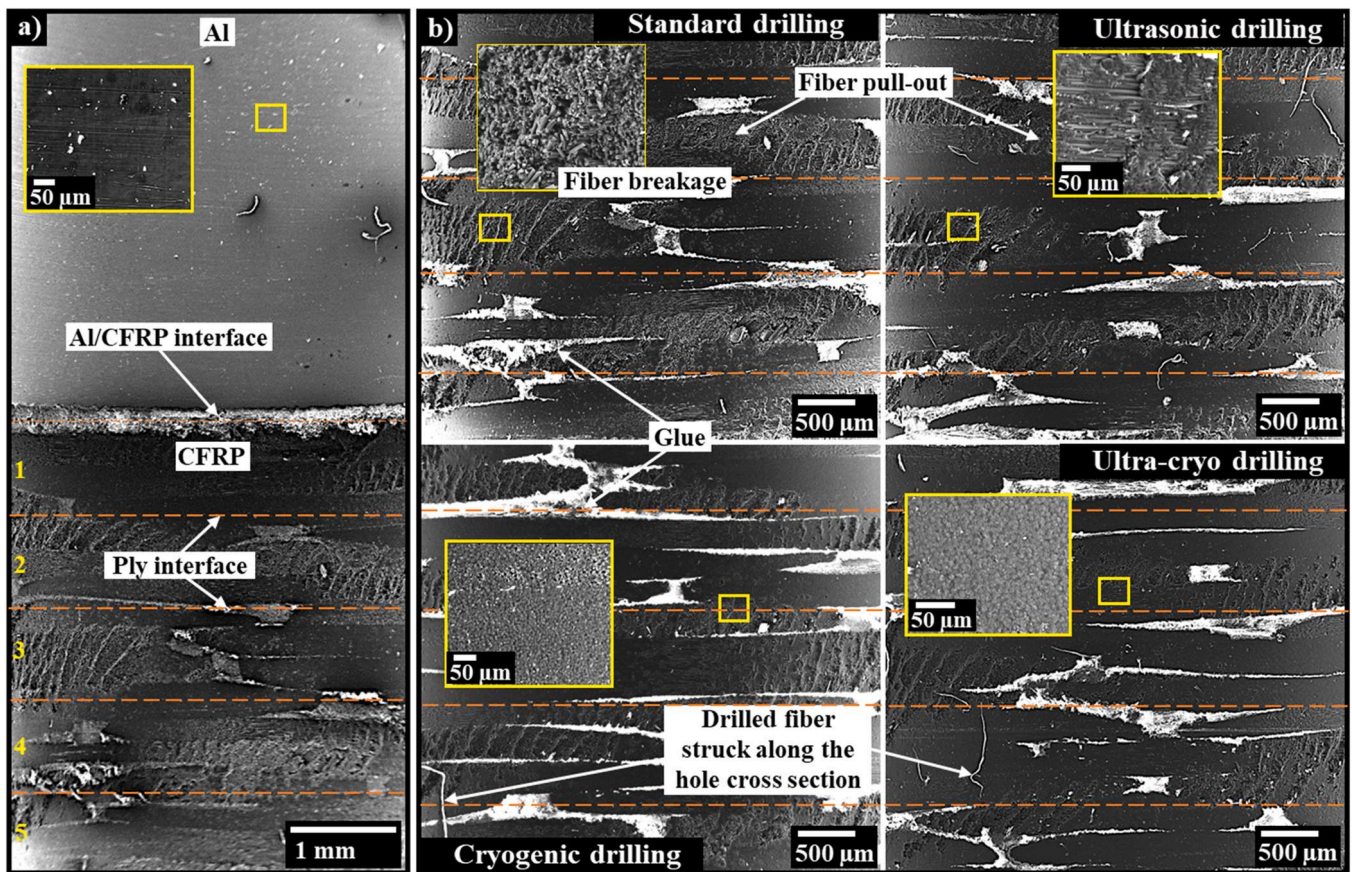 a)
Al
50 µm
Al/CFRP interface
CFRP
1
Ply interface
2
3
4
5
1 mm
b)
Standard drilling
Fiber pull-out
Fiber breakage
50 µm
500 µm
Ultrasonic drilling
50 µm
500 µm
Glue
50 µm
Drilled fiber
struck along the
hole cross section
Cryogenic drilling
500 µm
Ultra-cryo drilling
50 µm
500 µm